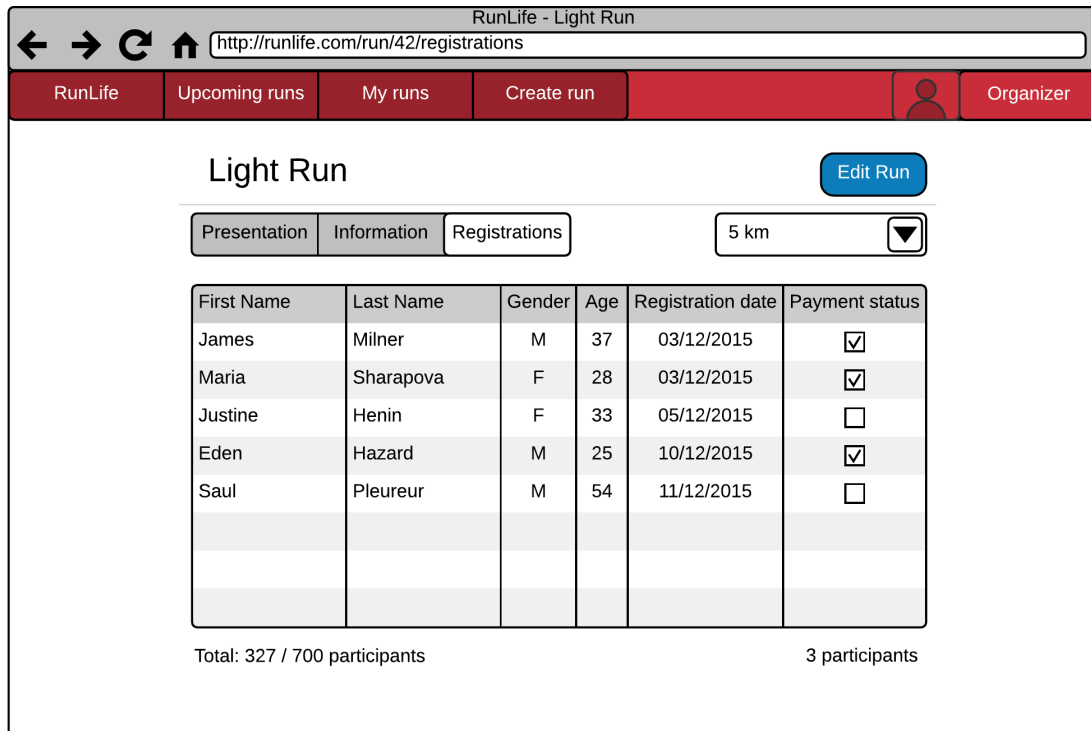 RunLife - Light Run
http://runlife.com/run/42/registrations
RunLife Upcoming runs My runs Create run Organizer
Light Run Edit Run
Presentation Information Registrations 5 km
First Name Last Name Gender Age Registration date Payment status
James Milner M 37 03/12/2015
Maria Sharapova F 28 03/12/2015
Justine Henin F 33 05/12/2015
Eden Hazard M 25 10/12/2015
Saul Pleureur M 54 11/12/2015
Total: 327 / 700 participants 3 participants